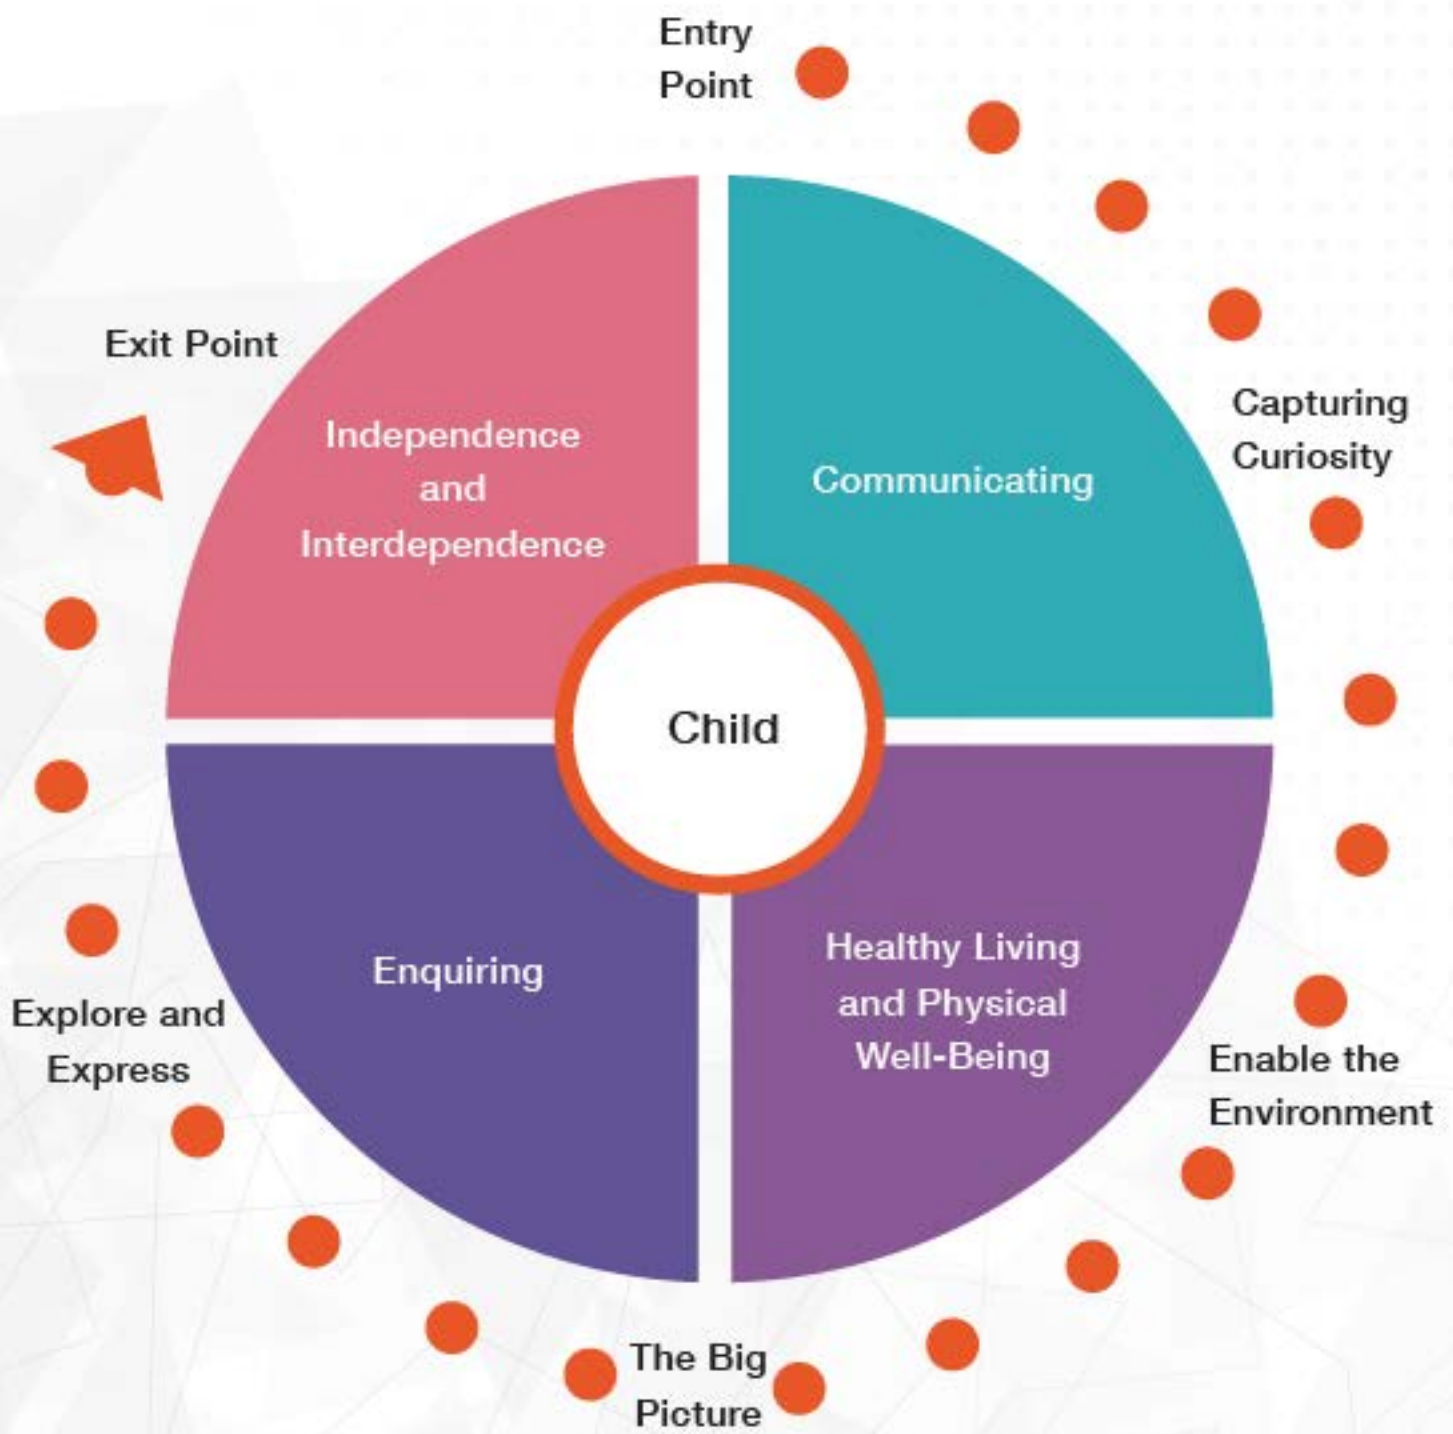 Entry
Point
Capturing
Curiosity
Enable the
Environment
The Big
Picture
Explore and
Express
Exit Point
Independence
and
Interdependence
Communicating
Child
Enquiring
Healthy Living
and Physical
Well-Being